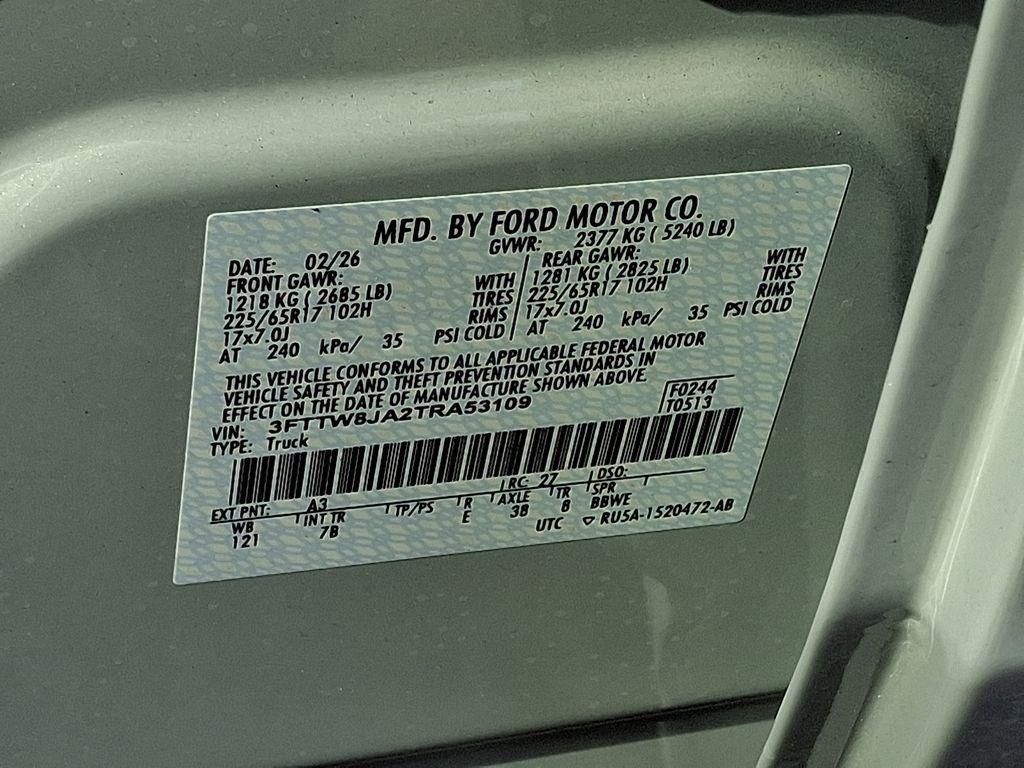 MFD. BY FORD MOTOR CO.
DATE: 02/26 GVWR: 2377 KG ( 5240 LB)
FRONT GAWR: REAR GAWR:
1218 KG ( 2685 LB) WITH 1281 KG ( 2825 LB) WITH
225/65R17 102H TIRES 225/65R17 102H TIRES
17x7.0J RIMS 17x7.0J RIMS
AT 240 kPa/ 35 PSI COLD AT 240 kPa/ 35 PSI COLD
THIS VEHICLE CONFORMS TO ALL APPLICABLE FEDERAL MOTOR
VEHICLE SAFETY AND THEFT PREVENTION STANDARDS IN
EFFECT ON THE DATE OF MANUFACTURE SHOWN ABOVE
VIN: 3FTTW8JA2TRA53109 F0244
TYPE: Truck T0513
EXT PNT: A3 RC: 27 DSO:
WB INT TR TP/PS R AXLE TR SPR
121 7B E 3B 8 BBWE
UTC ▽ RU5A-1520472-AB